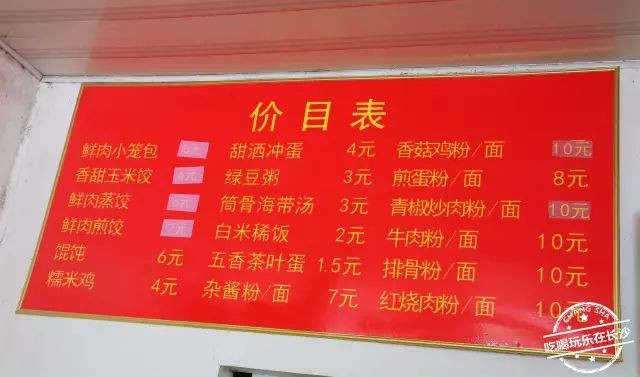 价目表
鲜肉小笼包 甜酒冲蛋 4元 香菇鸡粉/面 10元
香甜玉米饺 绿豆粥 3元 煎蛋粉/面 8元
鲜肉蒸饺 筒骨海带汤 3元 青椒炒肉粉/面 10元
鲜肉煎饺 白米稀饭 2元 牛肉粉/面 10元
馄饨 6元 五香茶叶蛋 1.5元 排骨粉/面 10元
糯米鸡 4元 杂酱粉/面 7元 红烧肉粉/面 10元
CHANG SHA
吃喝玩乐在长沙